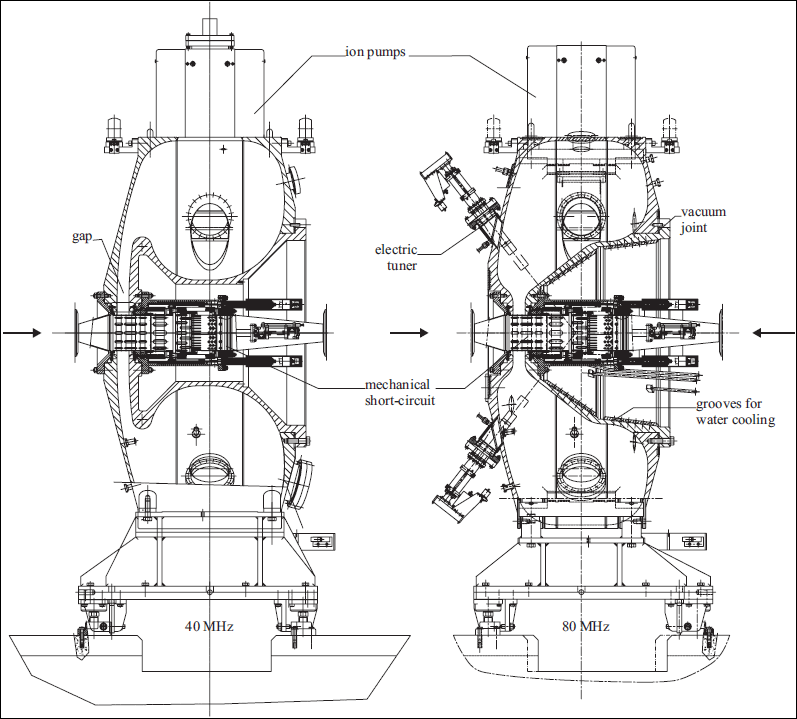 ion pumps
gap
electric
tuner
vacuum
joint
mechanical
short-circuit
grooves for
water cooling
40 MHz
80 MHz